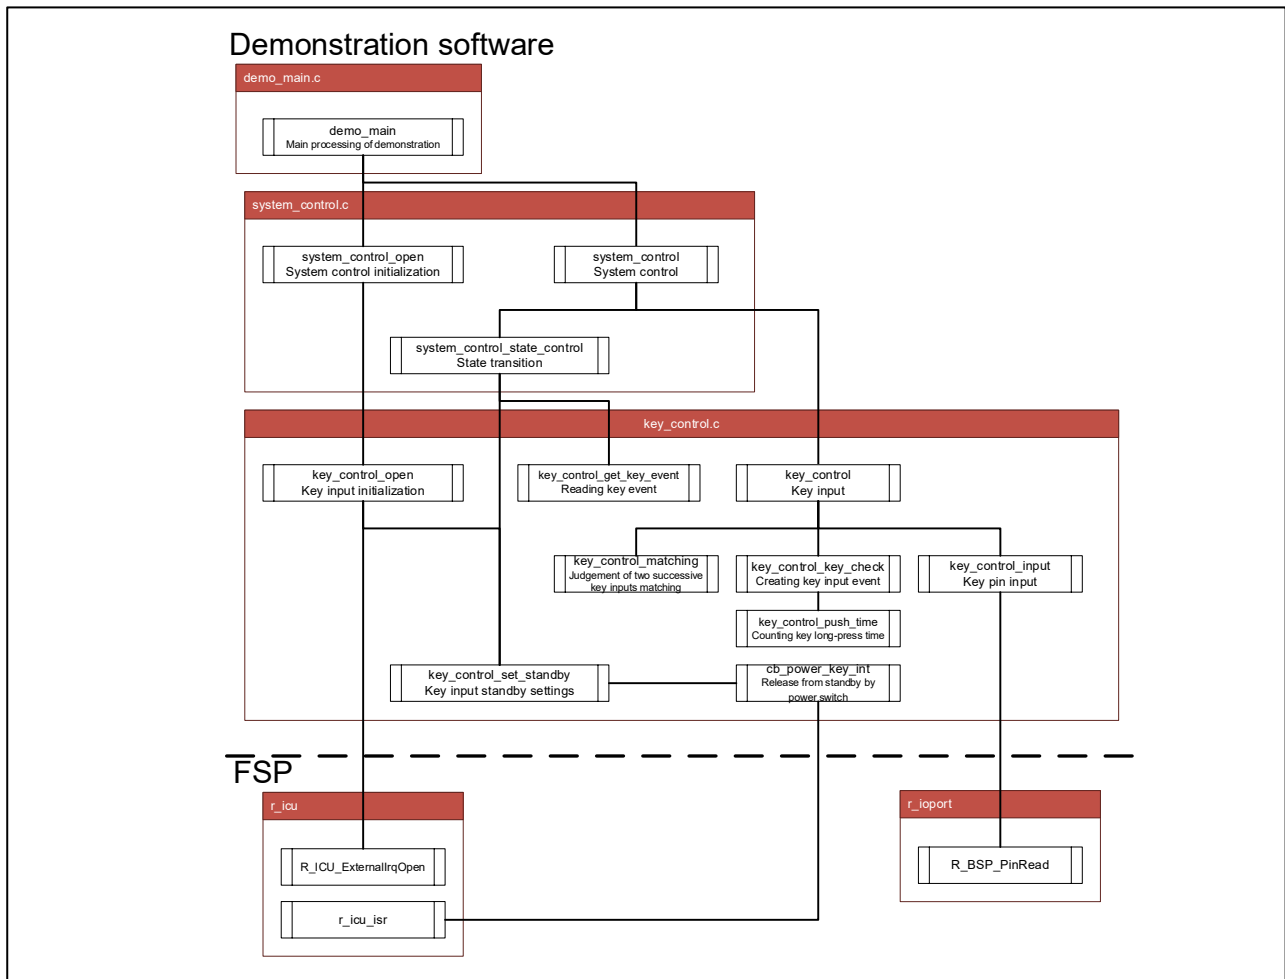 Demonstration software
demo_main.c
demo_main
Main processing of demonstration
system_control.c
system_control_open
System control initialization
system_control
System control
system_control_state_control
State transition
key_control.c
key_control_open
Key input initialization
key_control_get_key_event
Reading key event
key_control
Key input
key_control_matching
Judgement of two successive
key inputs matching
key_control_key_check
Creating key input event
key_control_input
Key pin input
key_control_push_time
Counting key long-press time
key_control_set_standby
Key input standby settings
cb_power_key_int
Release from standby by
power switch
FSP
r_icu
R_ICU_ExternalIrqOpen
r_icu_isr
r_ioport
R_BSP_PinRead